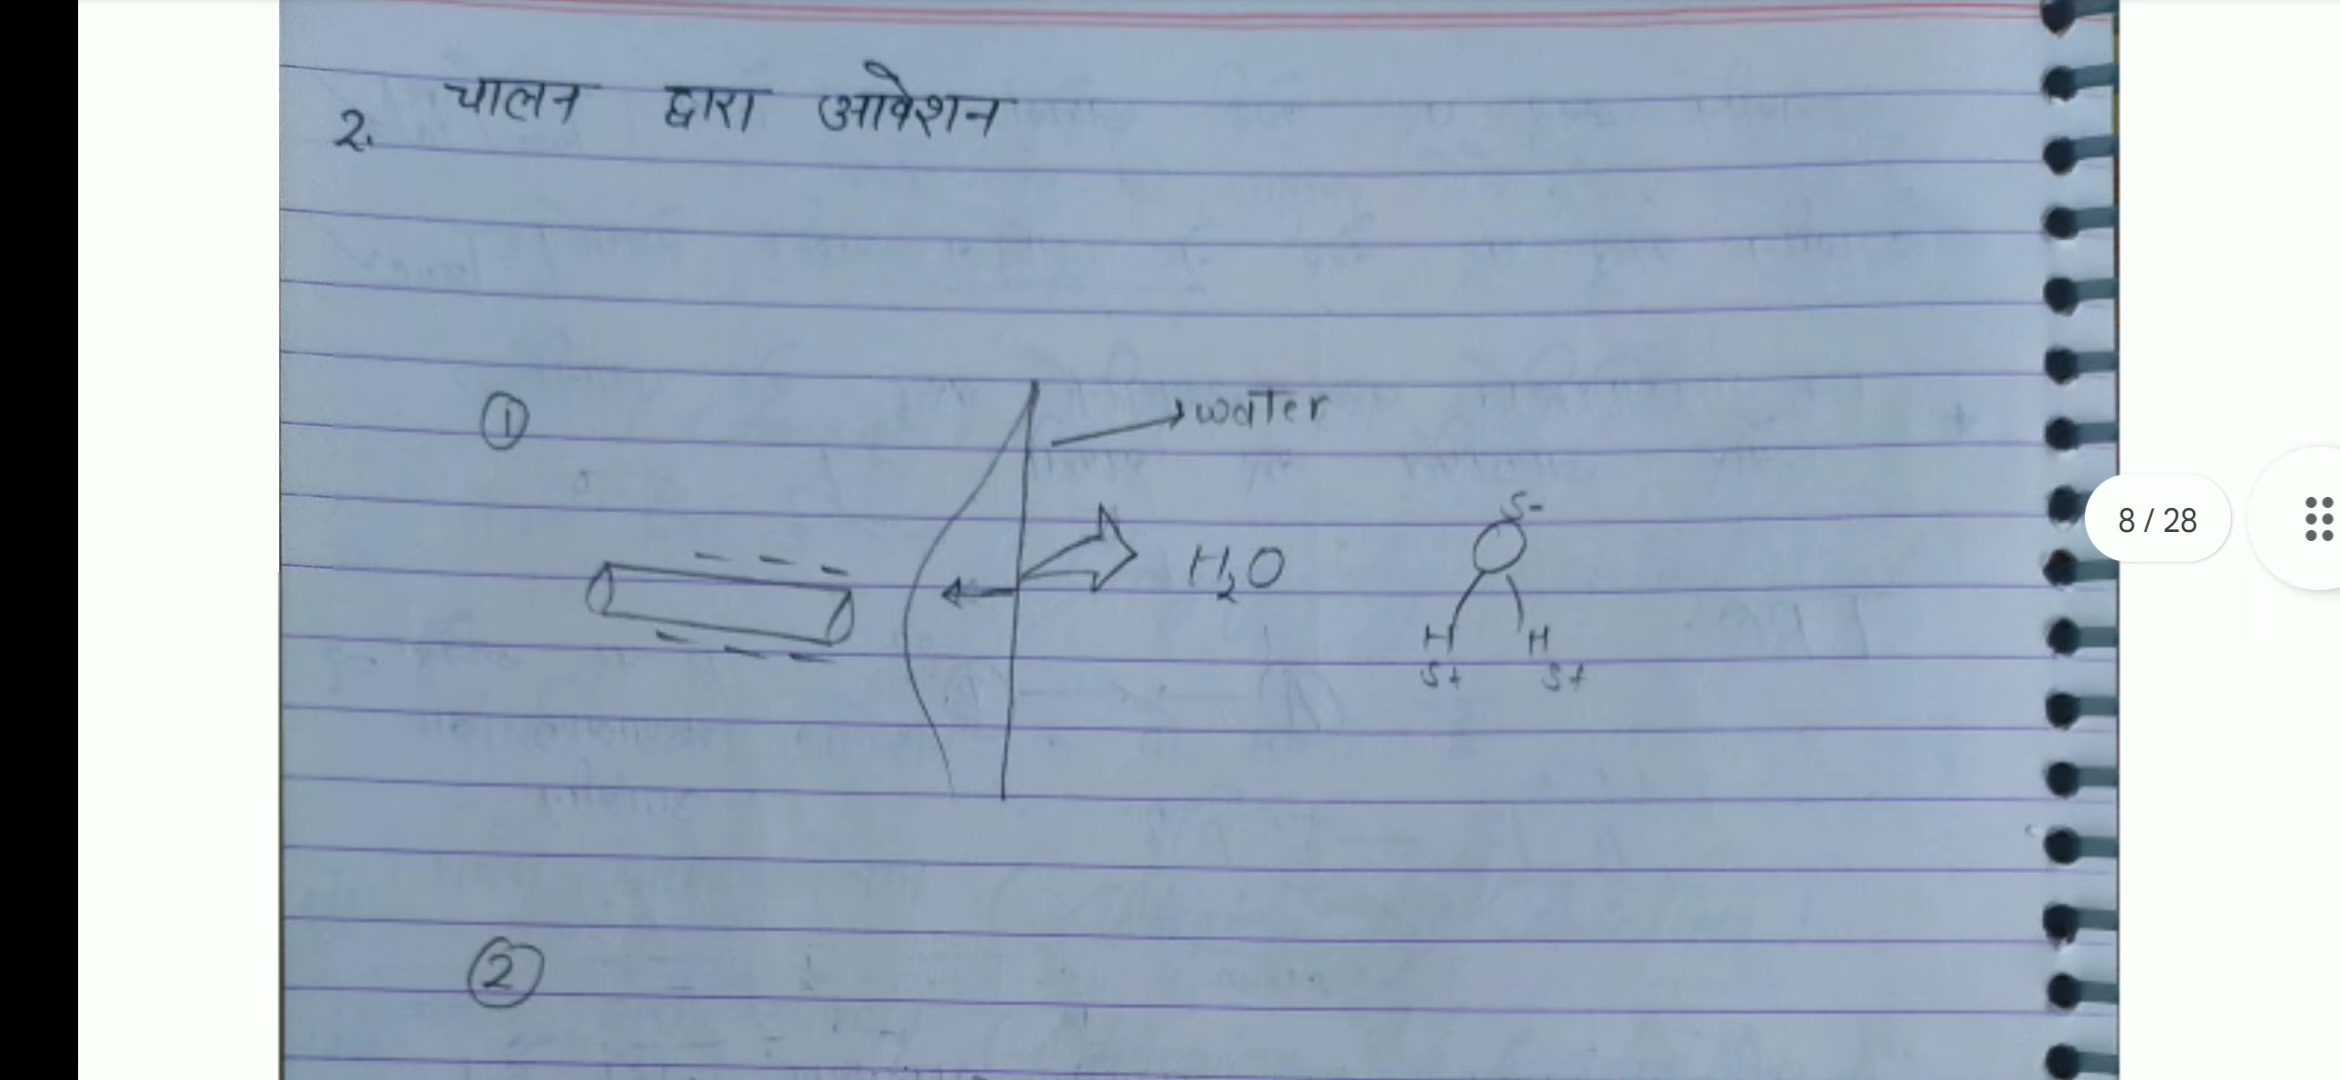 2. चालन द्वारा आवेशन
①
water
H₂O
δ-
O
H H
δ+ δ+
8 / 28
②